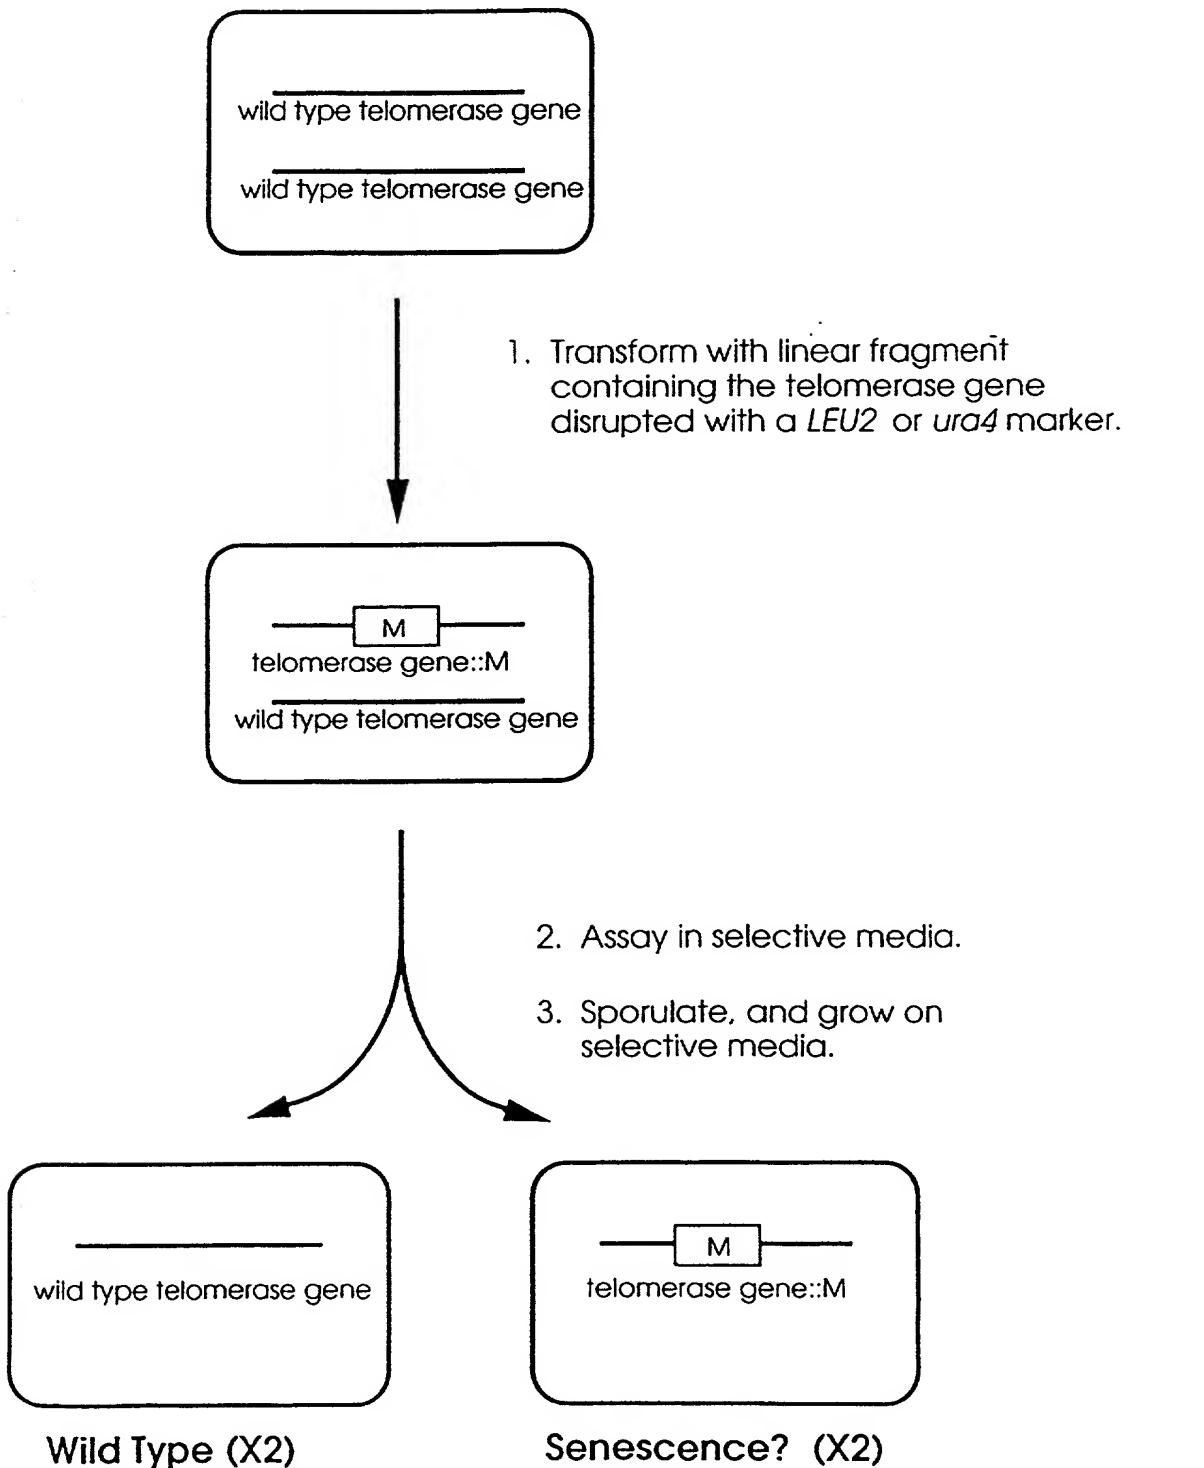 wild type telomerase gene
wild type telomerase gene
1. Transform with linear fragment
containing the telomerase gene
disrupted with a LEU2 or ura4 marker.
M
telomerase gene::M
wild type telomerase gene
2. Assay in selective media.
3. Sporulate, and grow on
selective media.
wild type telomerase gene
M
telomerase gene::M
Wild Type (X2)
Senescence? (X2)